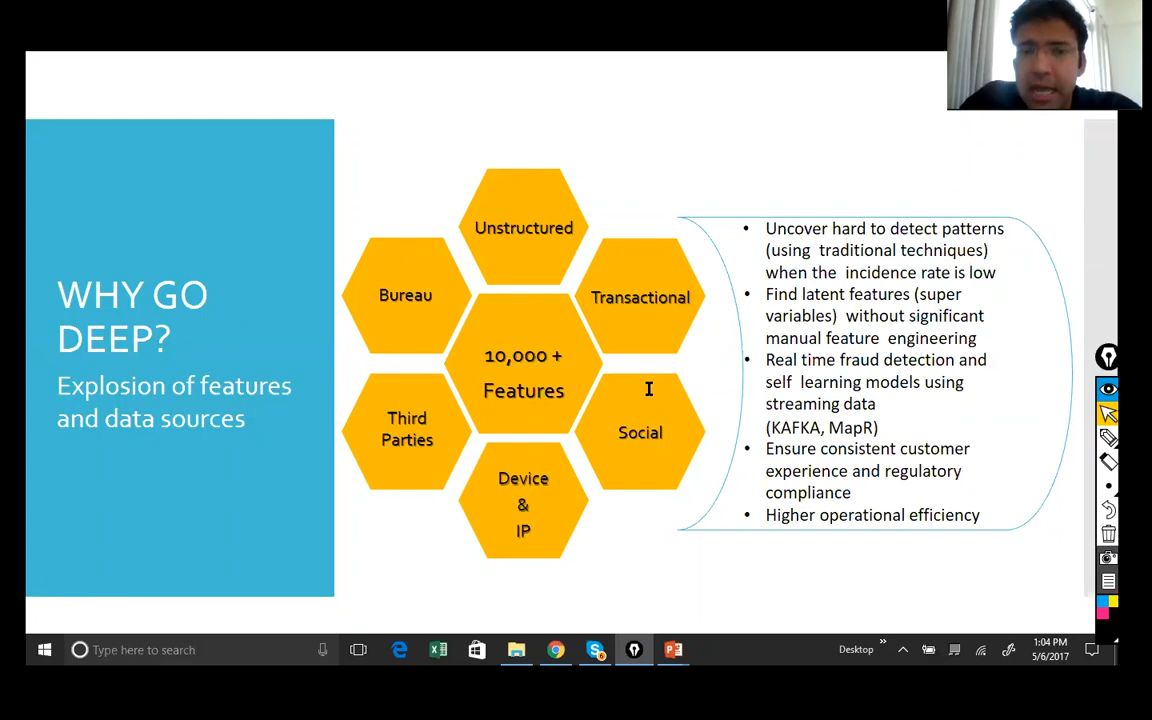 WHY GO
DEEP?
Explosion of features
and data sources
Unstructured
Bureau
Transactional
10,000 +
Features
Third
Parties
Social
Device
&
IP
• Uncover hard to detect patterns
(using traditional techniques)
when the incidence rate is low
• Find latent features (super
variables) without significant
manual feature engineering
• Real time fraud detection and
self learning models using
streaming data
(KAFKA, MapR)
• Ensure consistent customer
experience and regulatory
compliance
• Higher operational efficiency
Type here to search
Desktop
1:04 PM
5/6/2017